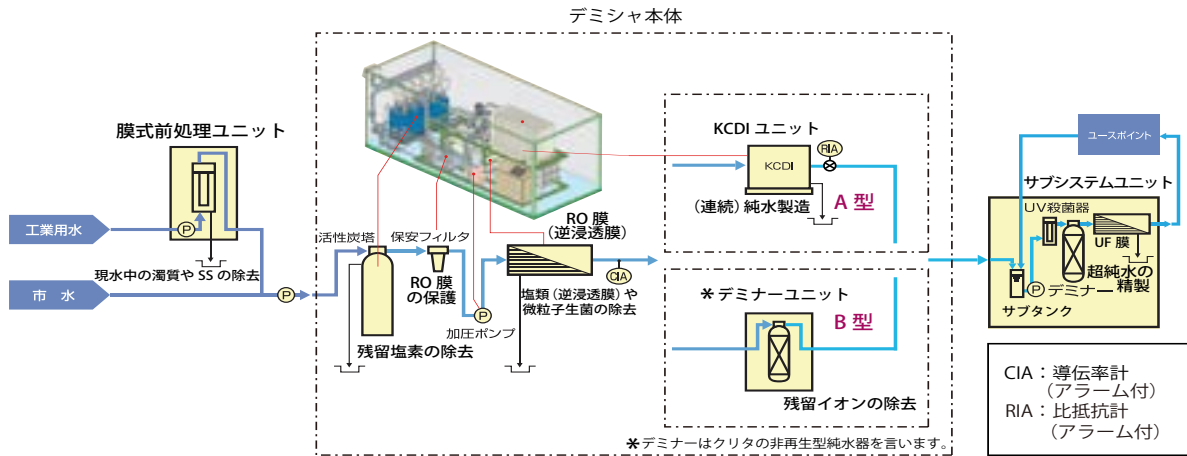 デミシャ本体
膜式前処理ユニット
P
工業用水
現水中の濁質や SS の除去
市 水
P
活性炭塔
保安フィルタ
RO 膜
の保護
P
加圧ポンプ
残留塩素の除去
RO 膜
(逆浸透膜)
CIA
塩類(逆浸透膜)や
微粒子生菌の除去
KCDI ユニット
RIA
KCDI
A 型
(連続)純水製造
*デミナーユニット
B 型
残留イオンの除去
*デミナーはクリタの非再生型純水器を言います。
ユースポイント
サブシステムユニット
UV殺菌器
UF 膜
超純水の
精製
P
デミナー
サブタンク
CIA:導伝率計
(アラーム付)
RIA:比抵抗計
(アラーム付)